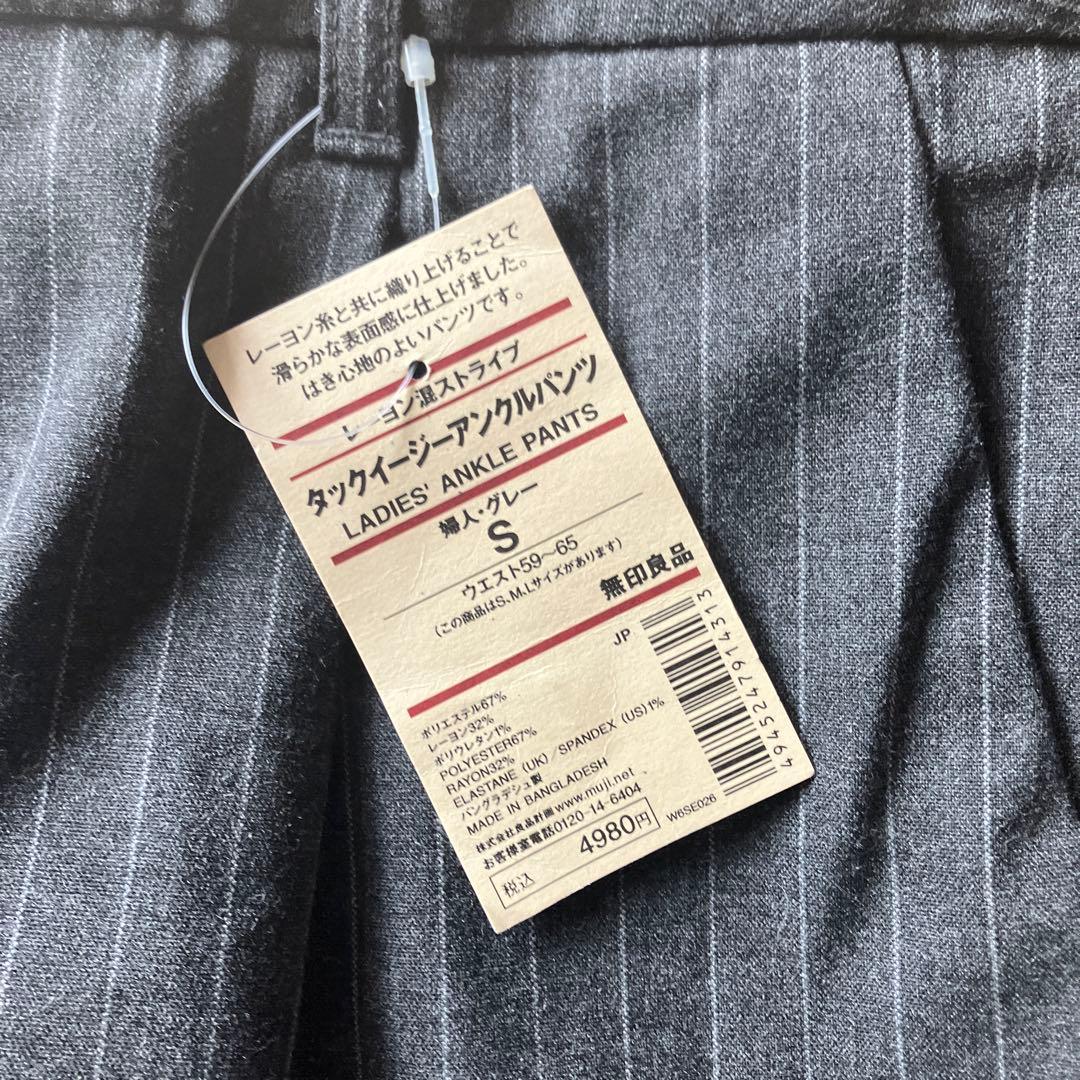 レーヨン糸と共に織り上げることで
滑らかな表面感に仕上げました。
はき心地のよいパンツです。
レーヨン混ストライプ
タックイージーアンクルパンツ
LADIES' ANKLE PANTS
婦人・グレー
S
ウエスト59～65
(この商品はS、M、Lサイズがあります)
無印良品
JP
4945247914313
ポリエステル67%
レーヨン32%
ポリウレタン1%
POLYESTER67%
RAYON32%
ELASTANE (UK) / SPANDEX (US) 1%
バングラデシュ製
MADE IN BANGLADESH
株式会社良品計画 www.muji.net
お客様室電話0120-14-6404
W6SE026
税込 4980円